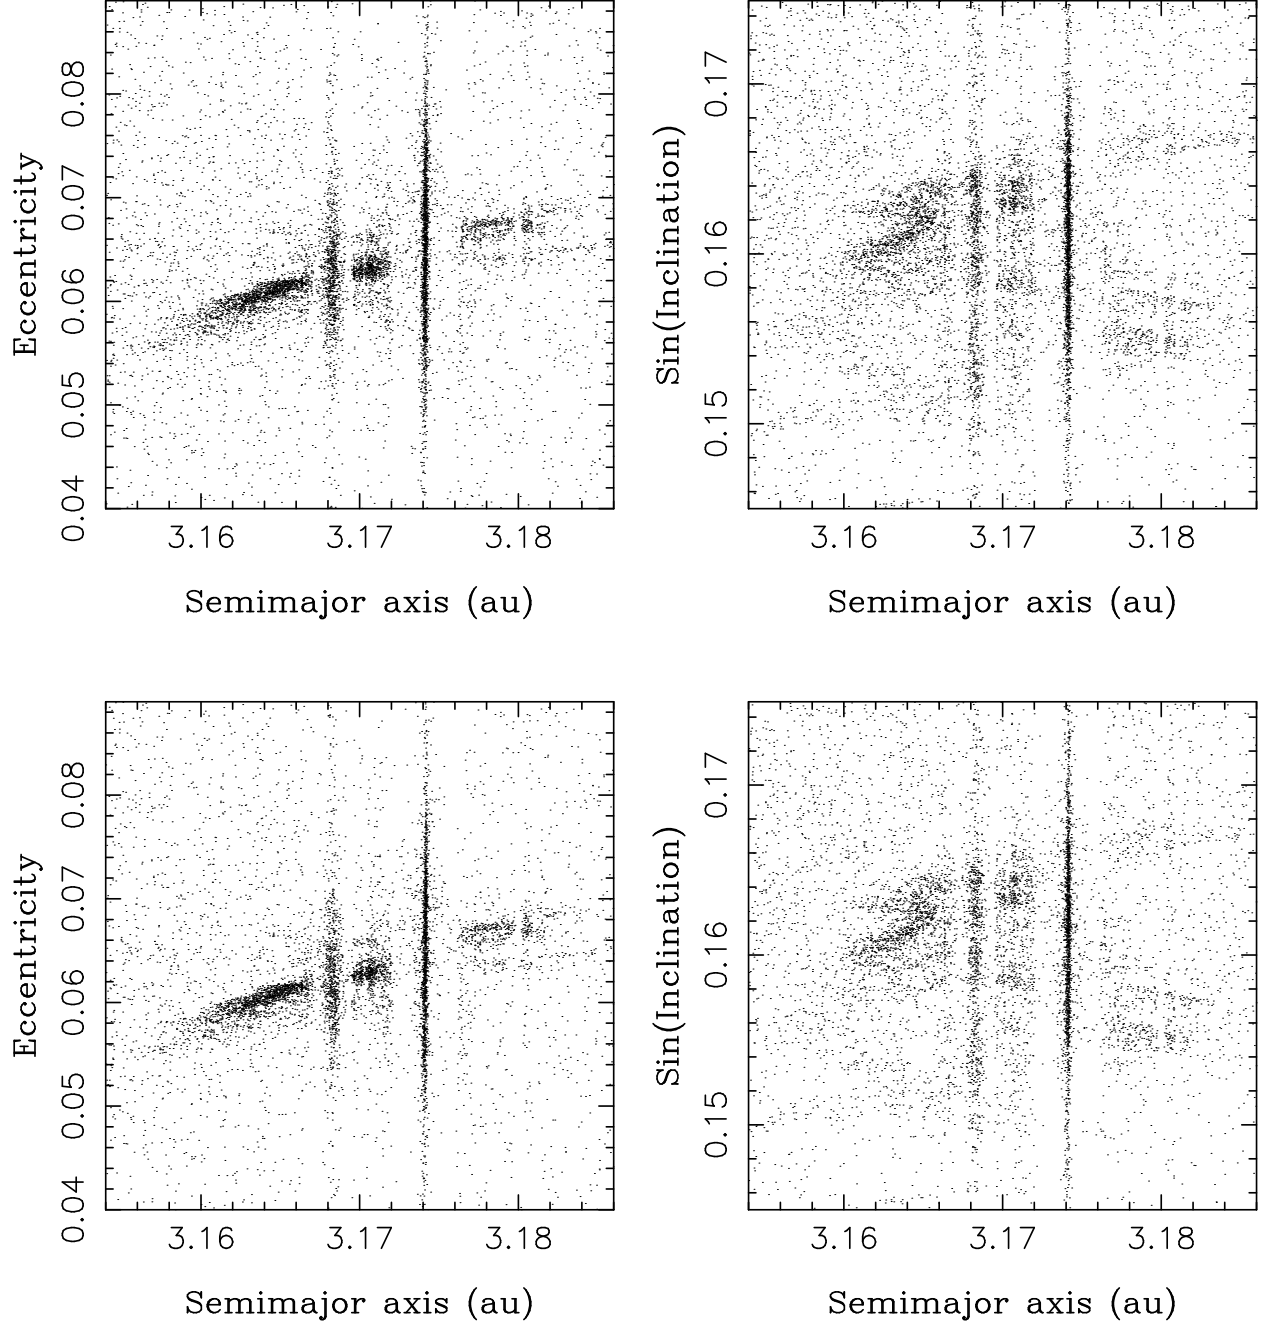 0.08
0.07
0.06
0.05
0.04
Eccentricity
3.16 3.17 3.18
Semimajor axis (au)
0.17
0.16
0.15
Sin(Inclination)
3.16 3.17 3.18
Semimajor axis (au)
0.08
0.07
0.06
0.05
0.04
Eccentricity
3.16 3.17 3.18
Semimajor axis (au)
0.17
0.16
0.15
Sin(Inclination)
3.16 3.17 3.18
Semimajor axis (au)